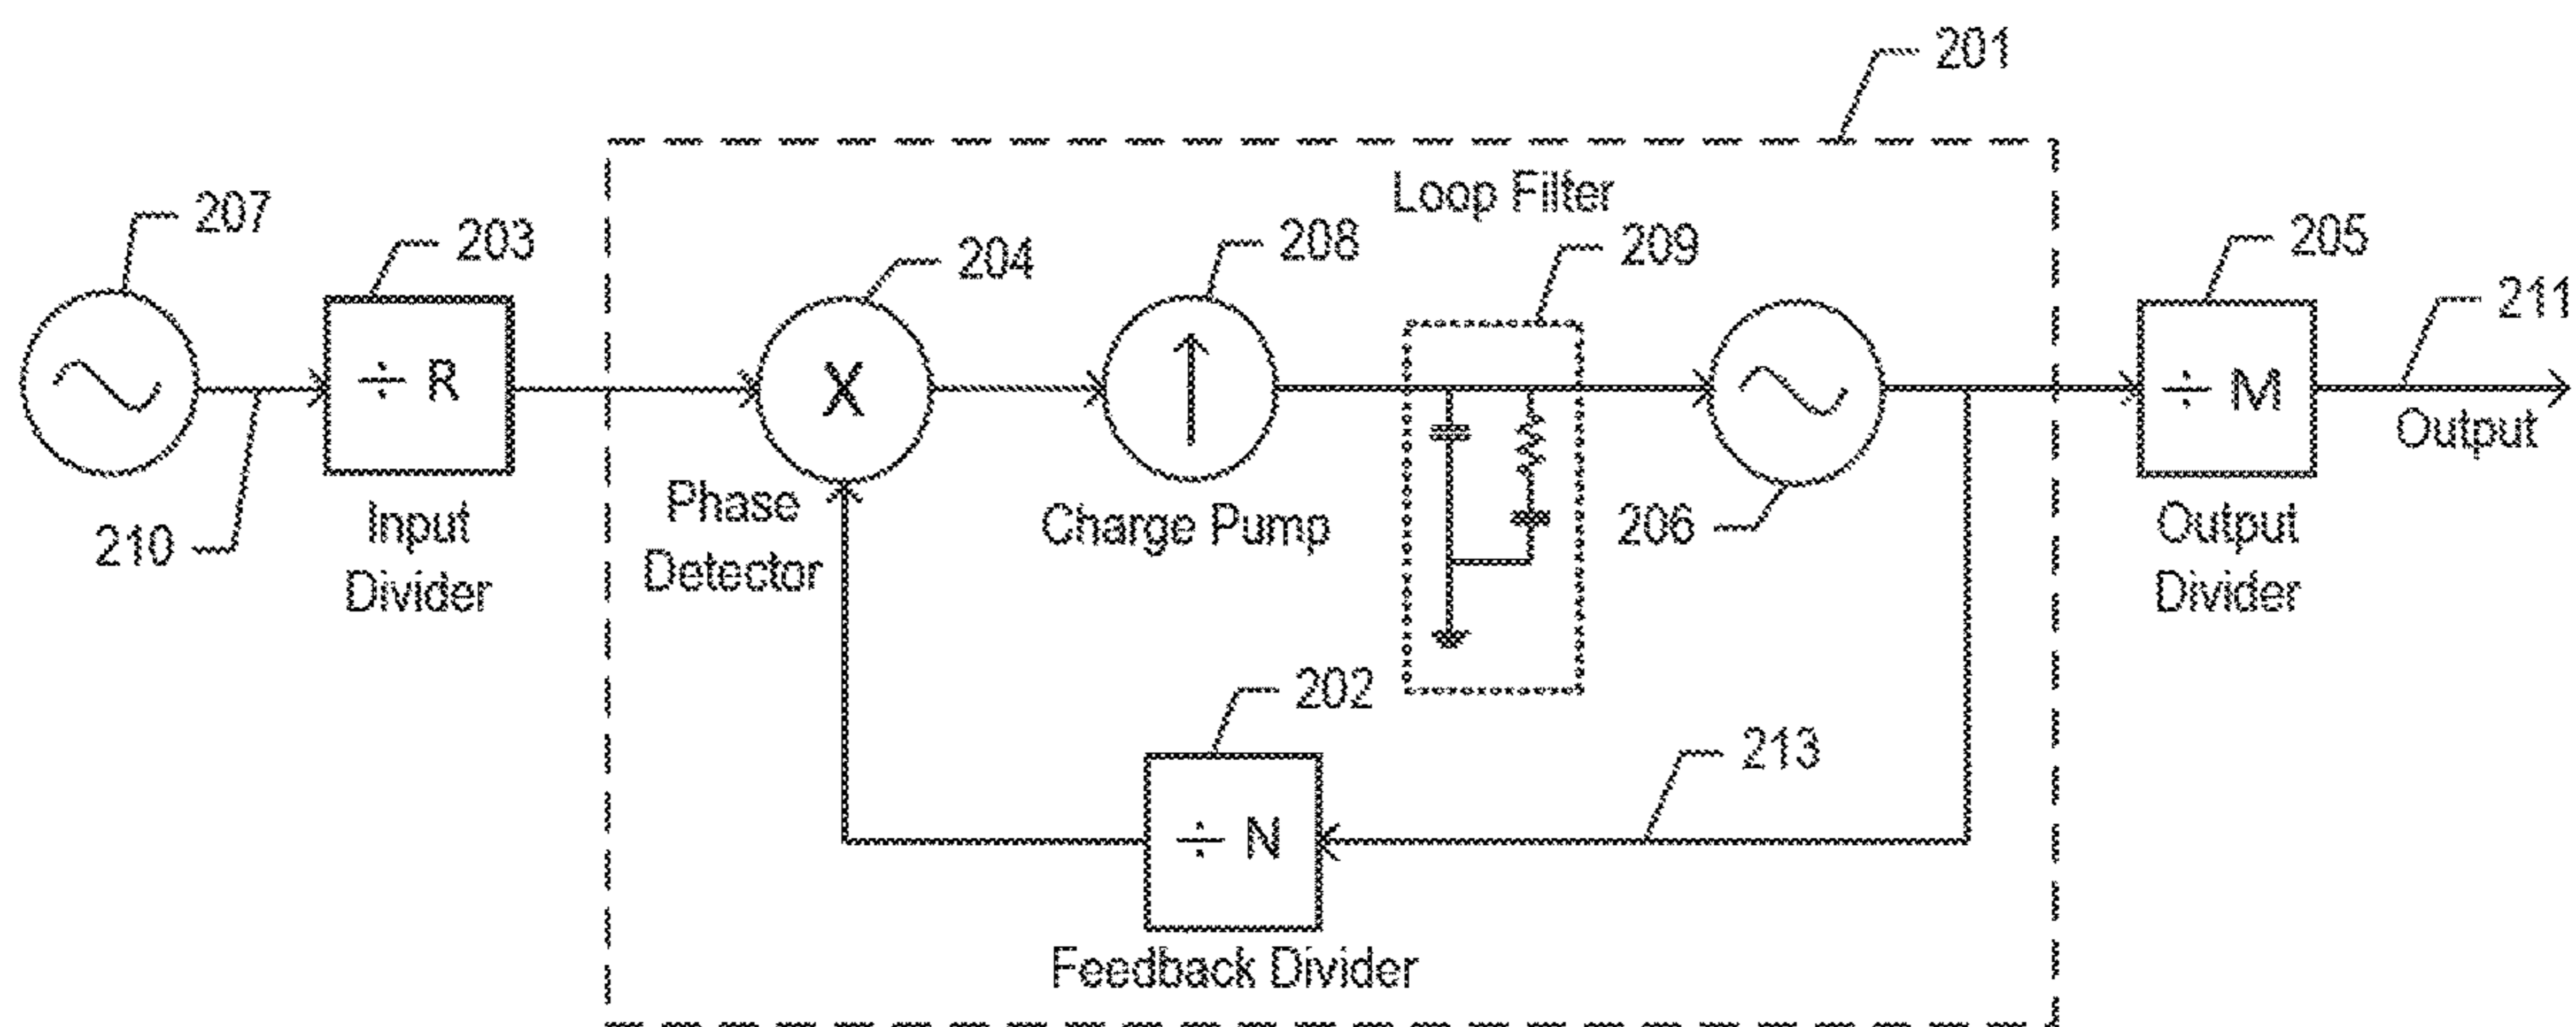 201
Loop Filter
207
203
204
208
209
205
211
÷ R
X
÷ M
Output
210
Input
Divider
Phase
Detector
Charge Pump
206
Output
Divider
202
213
÷ N
Feedback Divider